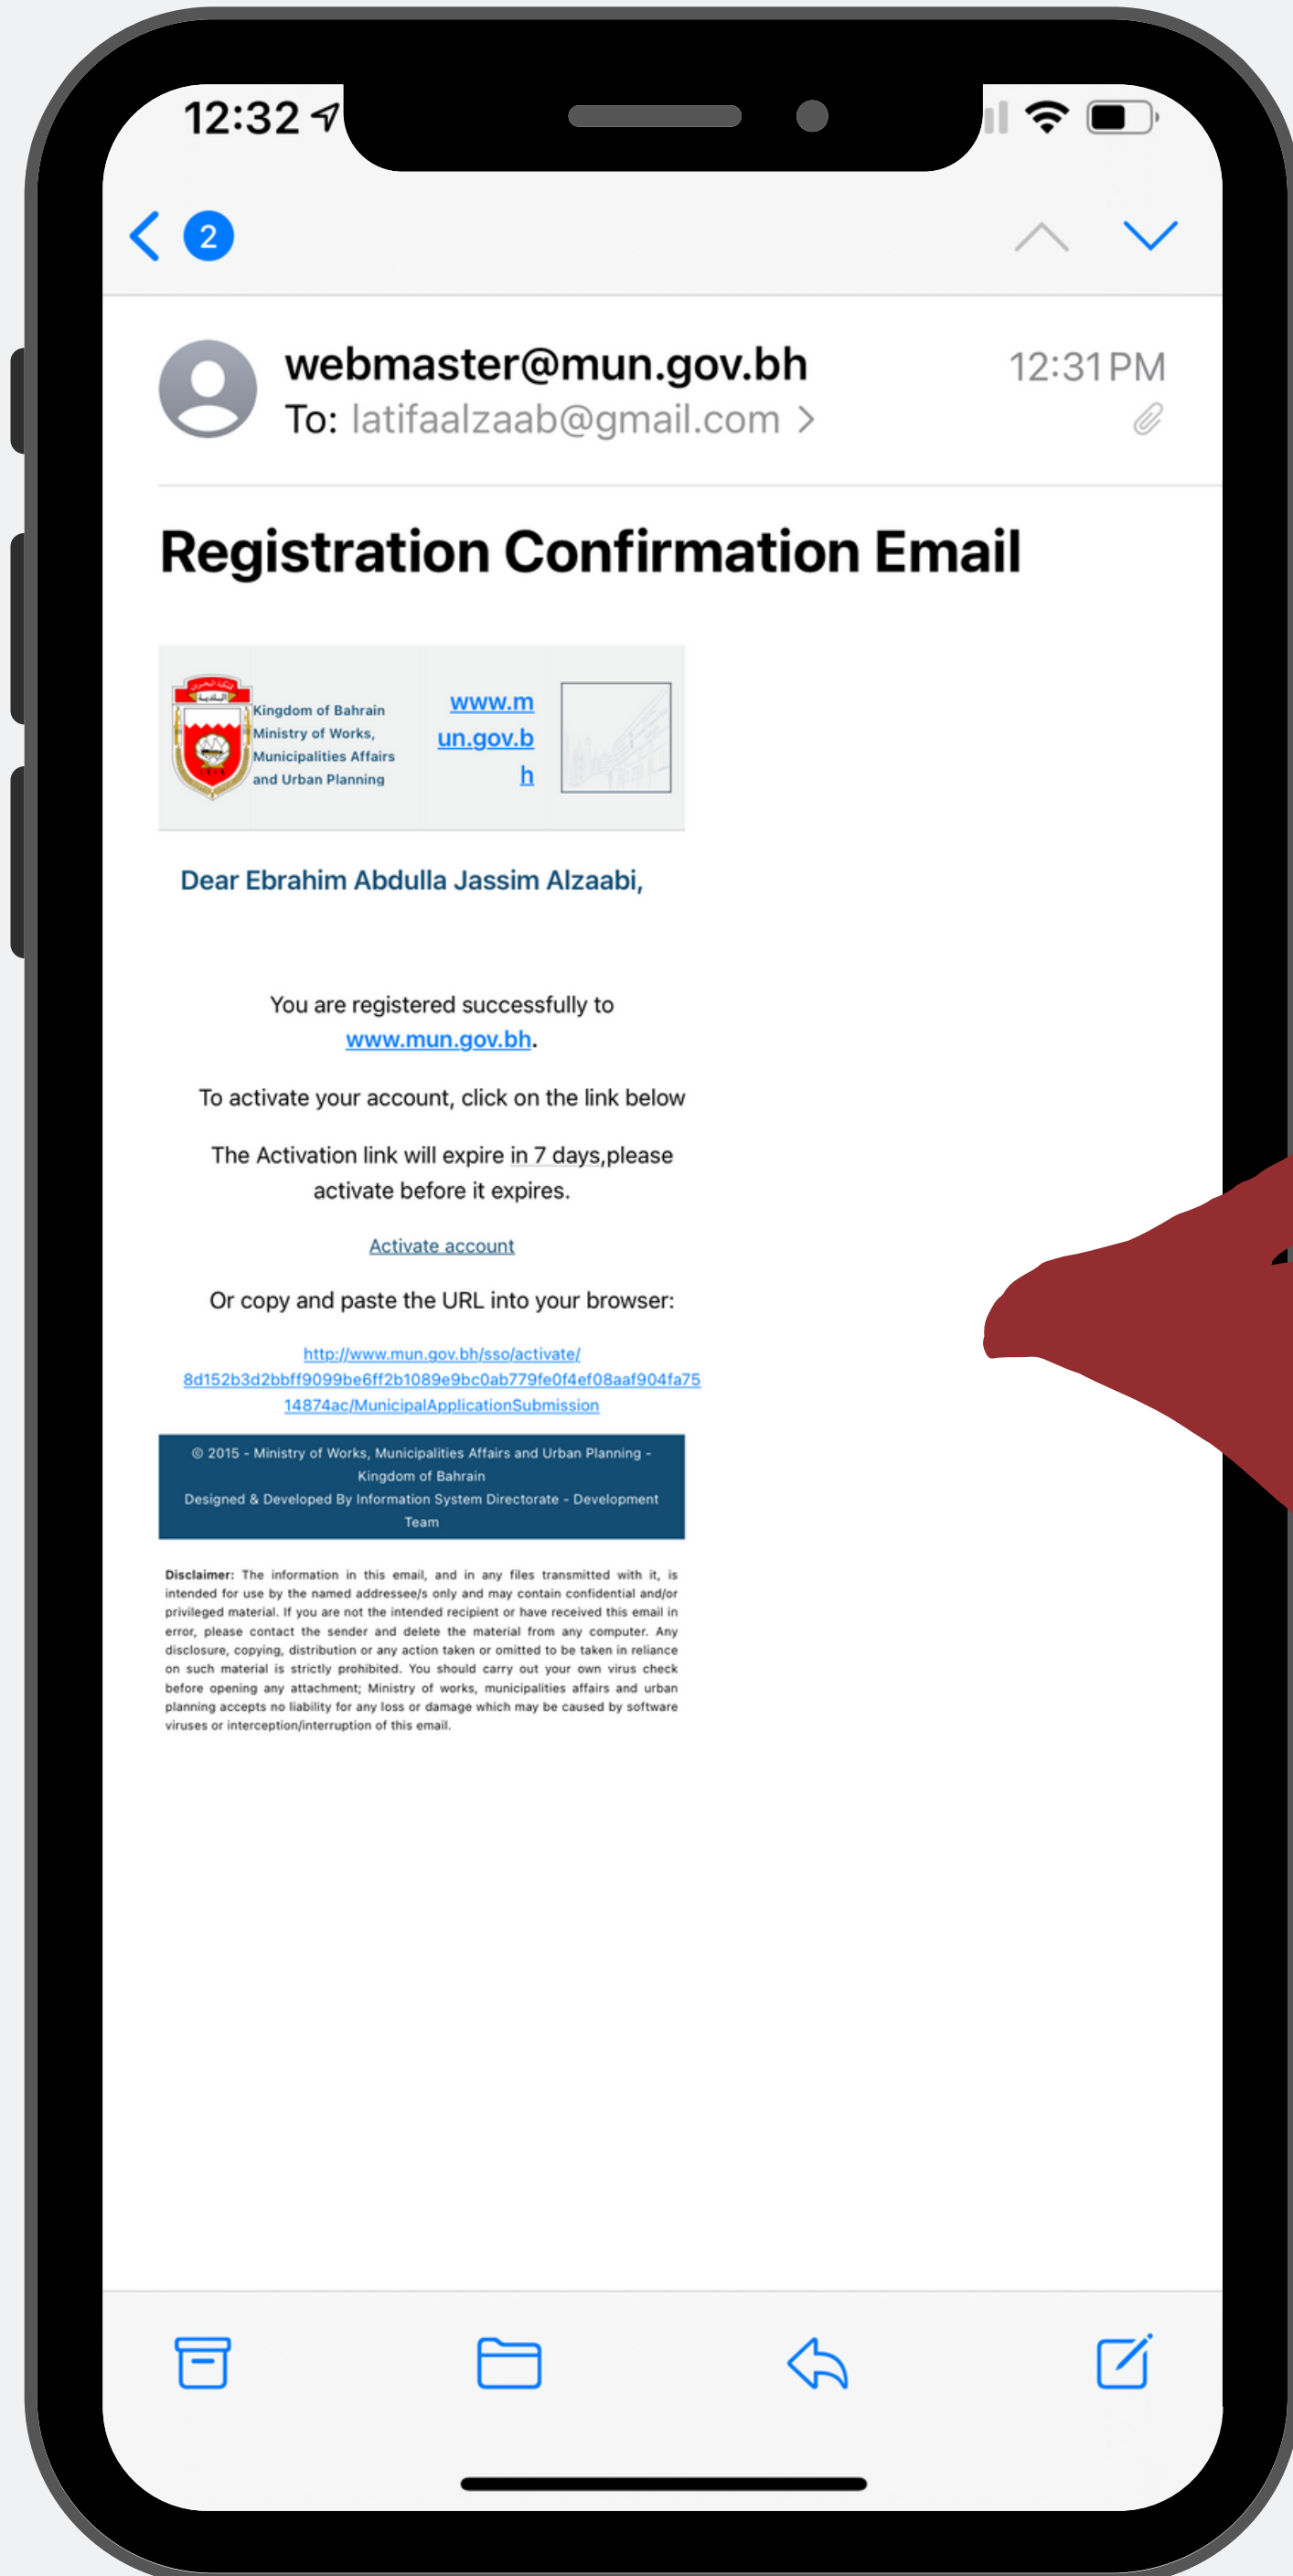 12:32
2
webmaster@mun.gov.bh
12:31 PM
To: latifaalzaab@gmail.com >
Registration Confirmation Email
Kingdom of Bahrain
Ministry of Works,
Municipalities Affairs
and Urban Planning
www.m
un.gov.b
h
Dear Ebrahim Abdulla Jassim Alzaabi,
You are registered successfully to
www.mun.gov.bh.
To activate your account, click on the link below
The Activation link will expire in 7 days,please
activate before it expires.
Activate account
Or copy and paste the URL into your browser:
http://www.mun.gov.bh/sso/activate/
8d152b3d2bbff9099be6ff2b1089e9bc0ab779fe0f4ef08aaf904fa75
14874ac/MunicipalApplicationSubmission
© 2015 - Ministry of Works, Municipalities Affairs and Urban Planning -
Kingdom of Bahrain
Designed & Developed By Information System Directorate - Development
Team
Disclaimer: The information in this email, and in any files transmitted with it, is
intended for use by the named addressee/s only and may contain confidential and/or
privileged material. If you are not the intended recipient or have received this email in
error, please contact the sender and delete the material from any computer. Any
disclosure, copying, distribution or any action taken or omitted to be taken in reliance
on such material is strictly prohibited. You should carry out your own virus check
before opening any attachment; Ministry of works, municipalities affairs and urban
planning accepts no liability for any loss or damage which may be caused by software
viruses or interception/interruption of this email.